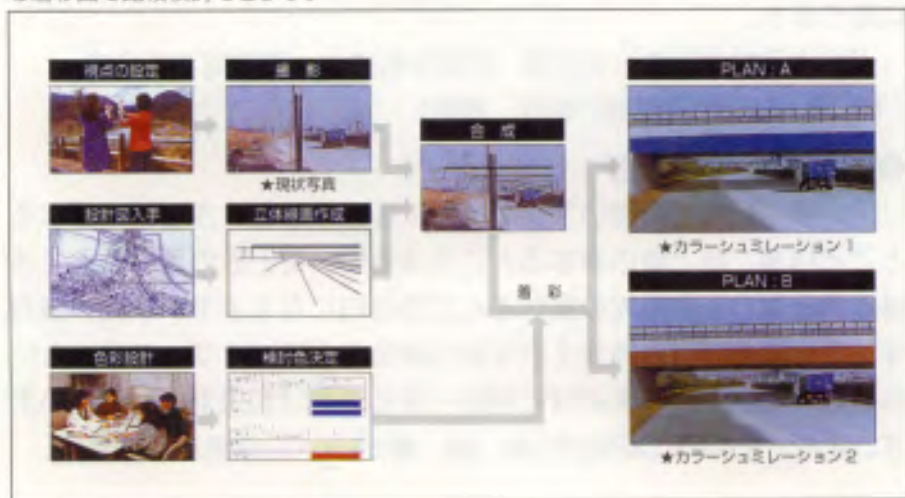 視点の設定
撮 影
★現状写真
設計図入手
立体線画作成
合 成
色彩設計
検討色決定
着 彩
PLAN : A
★カラーシュミレーション 1
PLAN : B
★カラーシュミレーション 2